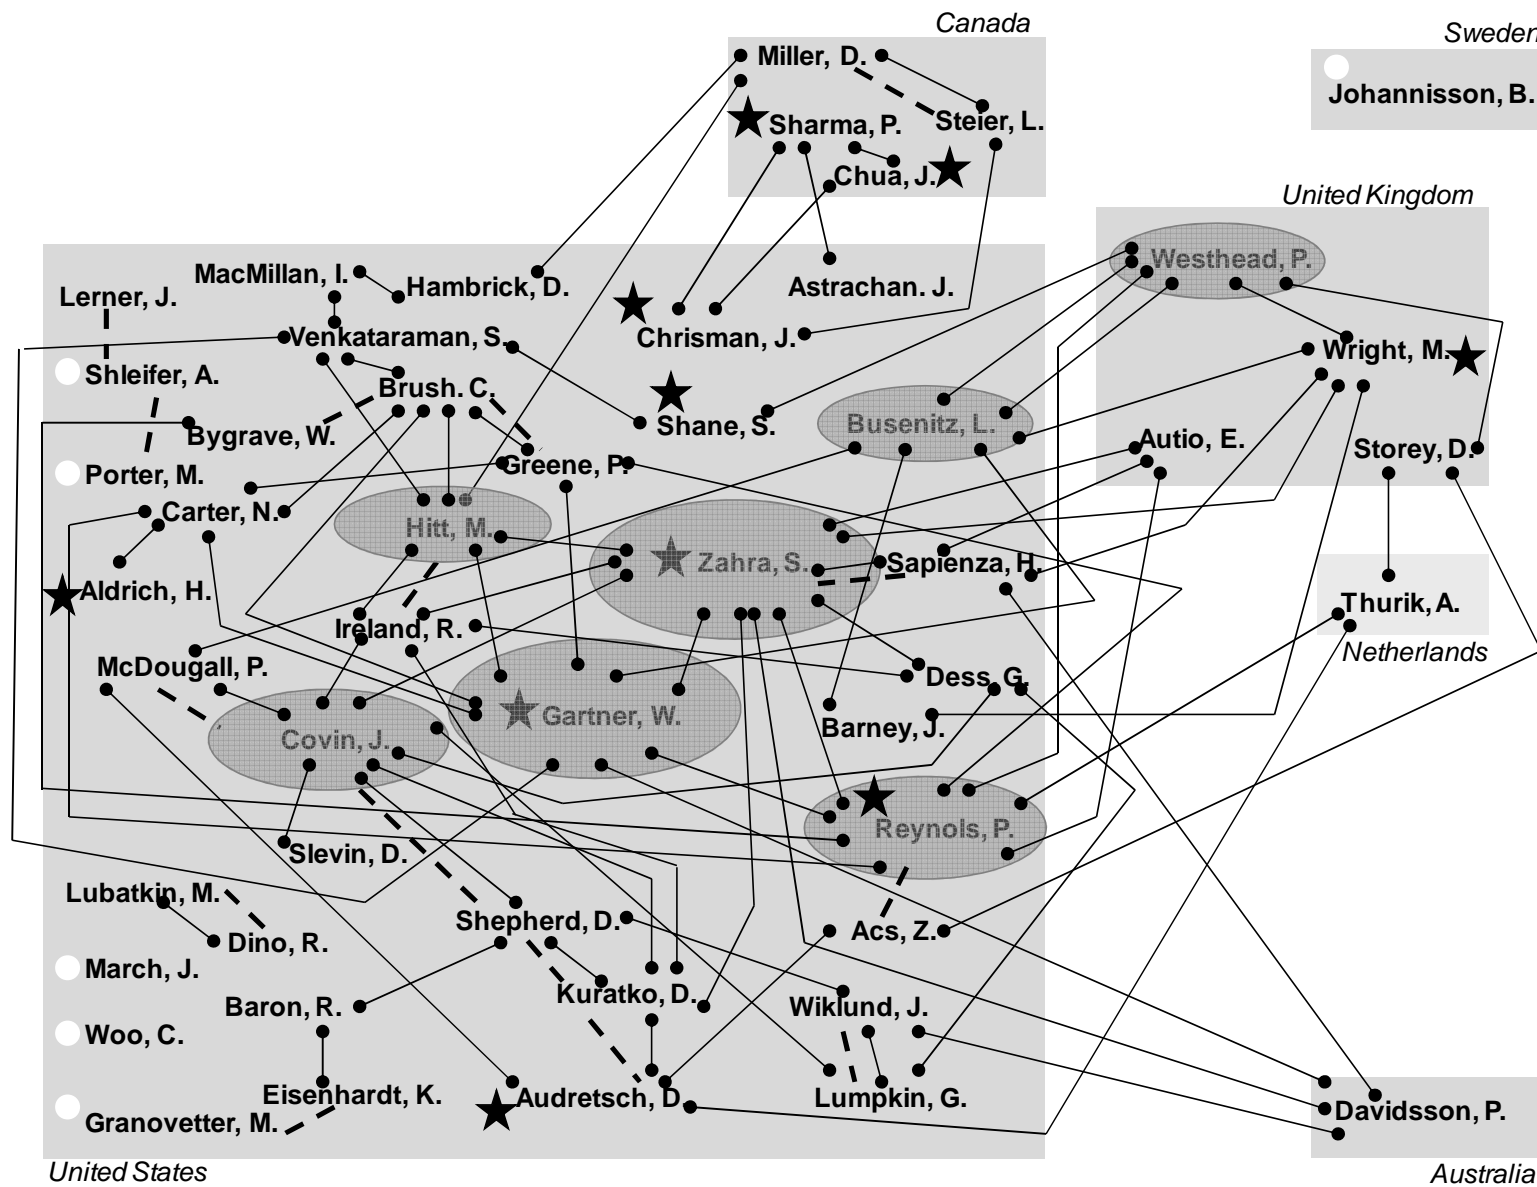 Canada
Sweden
Miller, D.
Johannisson, B.
Sharma, P.
Steier, L.
Chua, J.
United Kingdom
Westhead, P.
MacMillan, I.
Hambrick, D.
Astrachan. J.
Lerner, J.
Venkataraman, S.
Chrisman, J.
Wright, M.
Shleifer, A.
Brush. C.
Shane, S.
Busenitz, L.
Bygrave, W.
Autio, E.
Storey, D.
Greene, P.
Porter, M.
Carter, N.
Hitt, M.
Zahra, S.
Sapienza, H.
Aldrich, H.
Thurik, A.
Ireland, R.
Netherlands
McDougall, P.
Dess, G.
Gartner, W.
Barney, J.
Covin, J.
Reynols, P.
Slevin, D.
Lubatkin, M.
Shepherd, D.
Acs, Z.
Dino, R.
March, J.
Kuratko, D.
Baron, R.
Wiklund, J.
Woo, C.
Eisenhardt, K.
Audretsch, D.
Lumpkin, G.
Davidsson, P.
Granovetter, M.
United States
Australia